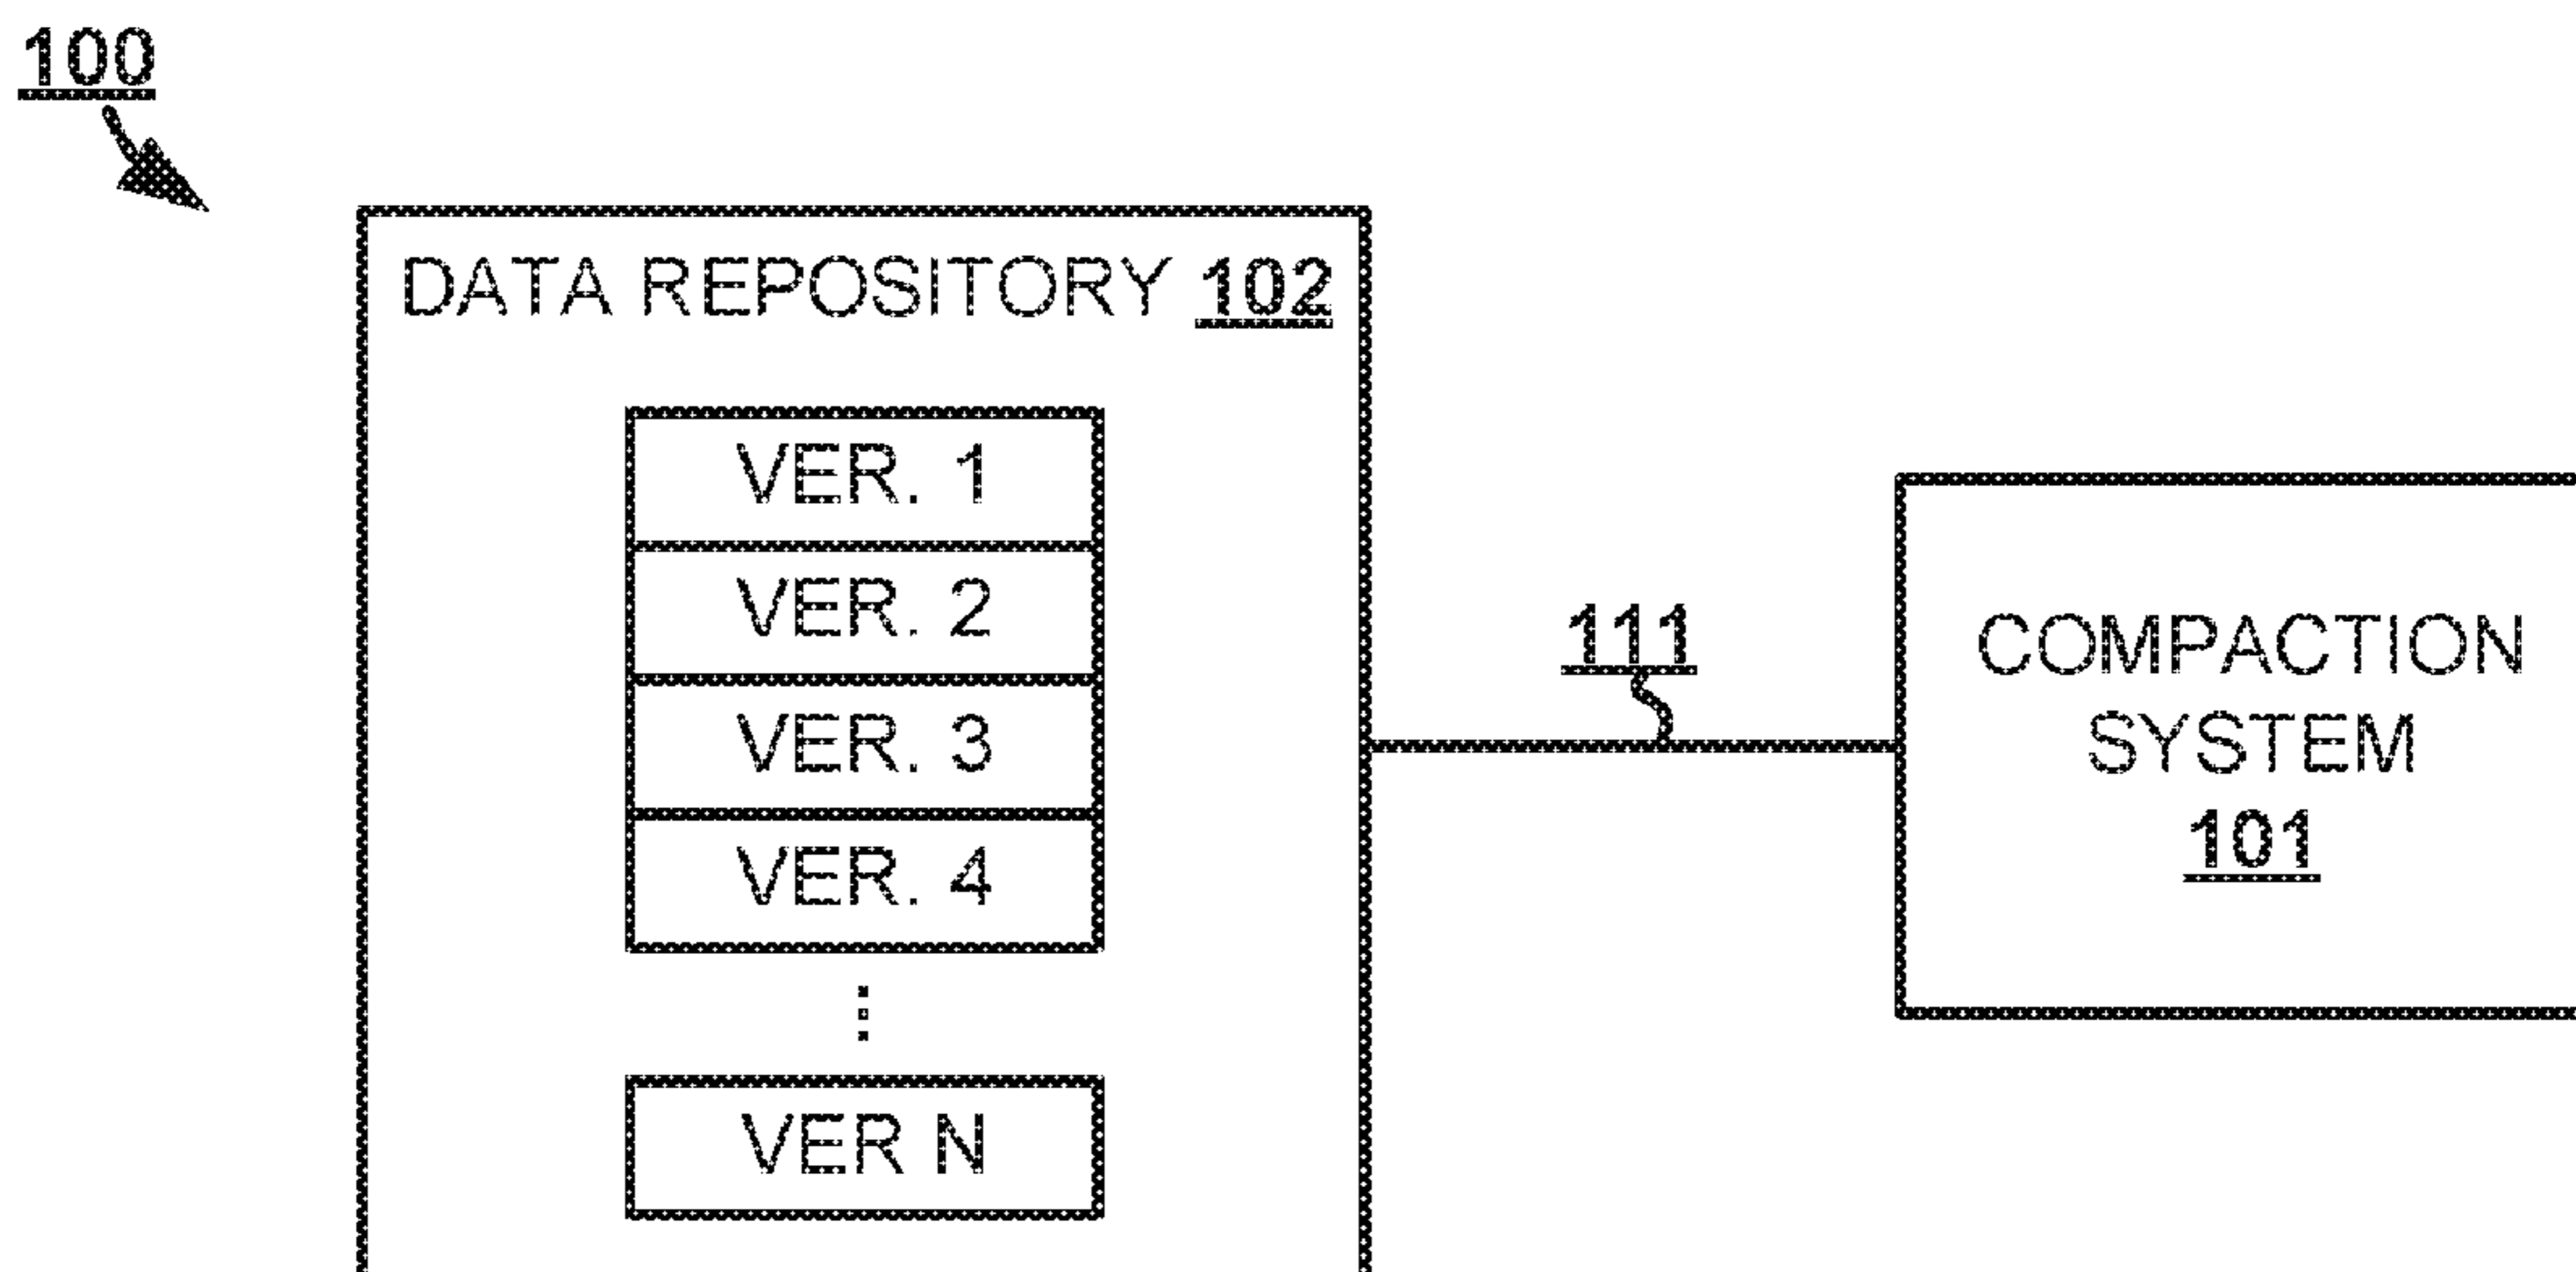 100
DATA REPOSITORY 102
VER. 1
VER. 2
VER. 3
VER. 4
VER N
111
COMPACTION
SYSTEM
101